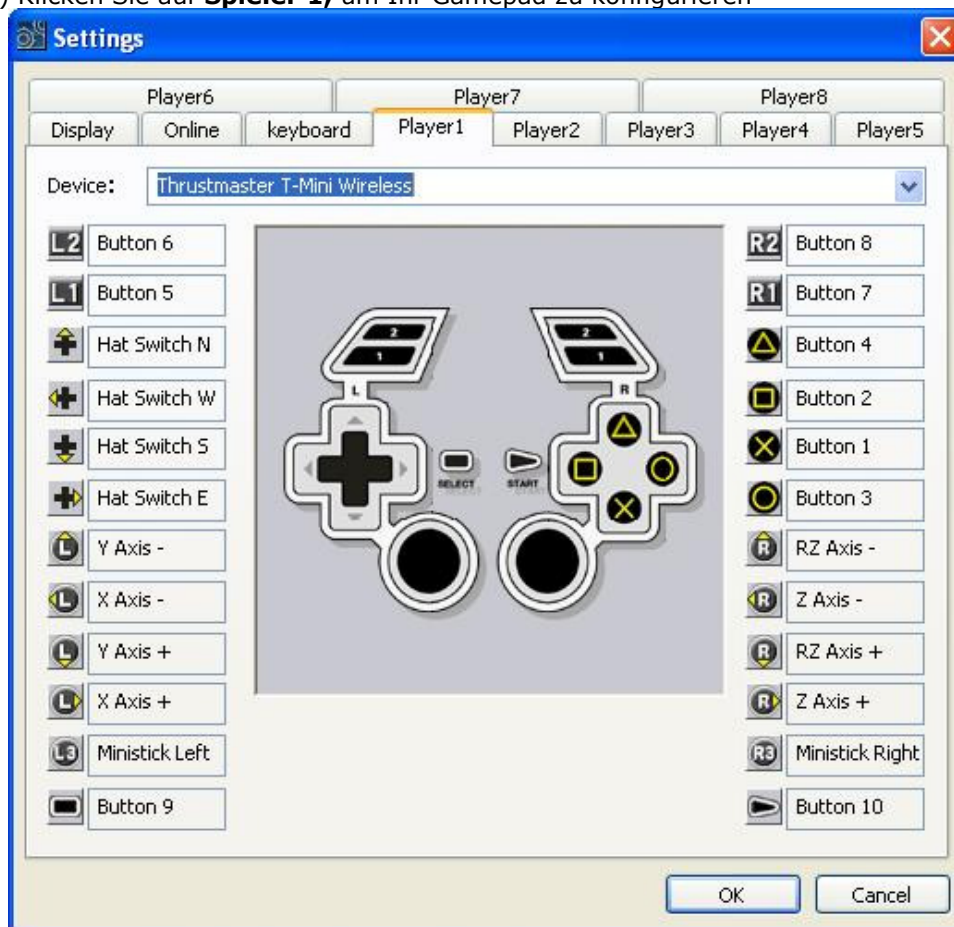 ) Klicken Sie auf Spieler 1, um Ihr Gamepad zu konfigurieren
Settings
Player6 Player7 Player8
Display Online keyboard Player1 Player2 Player3 Player4 Player5
Device: Thrustmaster T-Mini Wireless
L2 Button 6 R2 Button 8
L1 Button 5 R1 Button 7
Hat Switch N Button 4
Hat Switch W Button 2
Hat Switch S Button 1
Hat Switch E Button 3
L Y Axis - R RZ Axis -
L X Axis - R Z Axis -
L Y Axis + R RZ Axis +
L X Axis + R Z Axis +
L3 Ministick Left R3 Ministick Right
Button 9 Button 10
2 2
1 1
L R
SELECT START
OK Cancel